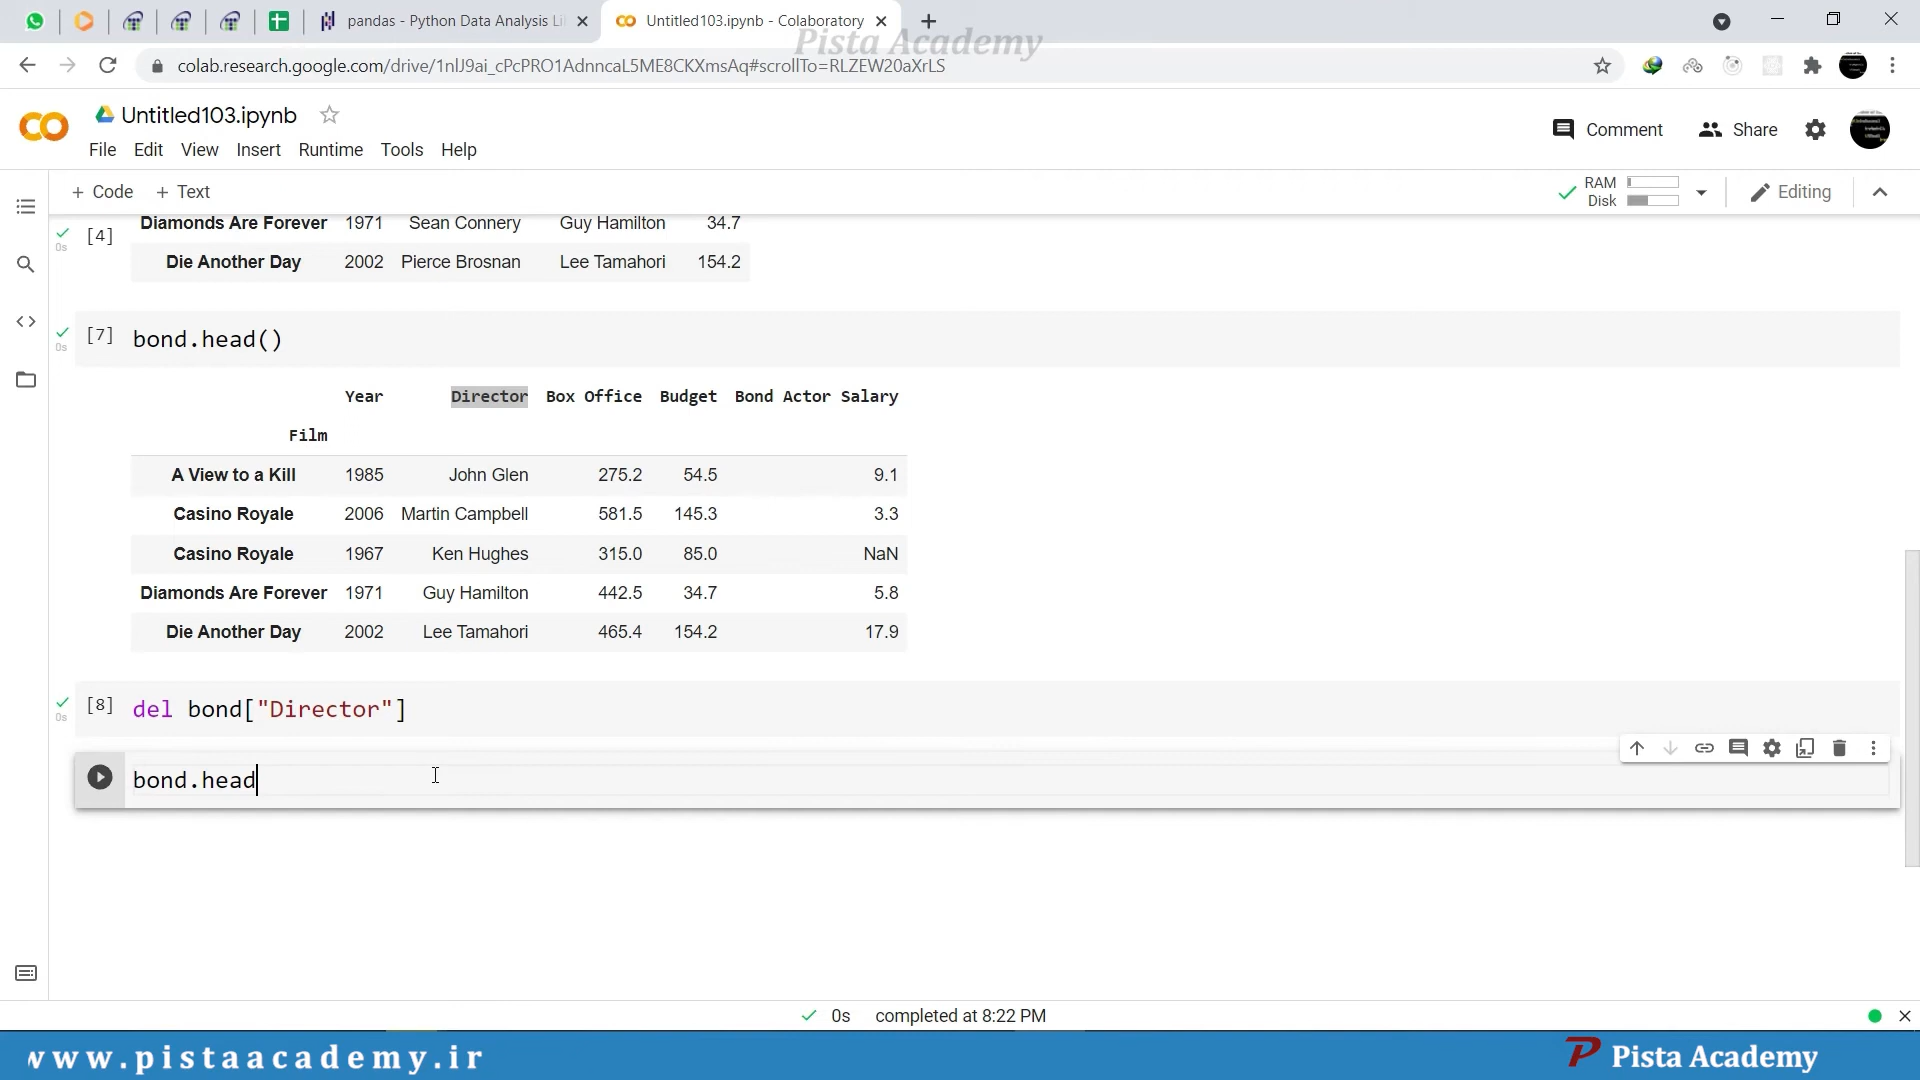 pandas - Python Data Analysis Li
Untitled103.ipynb - Colaboratory
Pista Academy
colab.research.google.com/drive/1nlJ9ai_cPcPRO1AdnncaL5ME8CKXmsAq#scrollTo=RLZEW20aXrLS
Untitled103.ipynb
Comment Share
File Edit View Insert Runtime Tools Help
+ Code + Text
RAM
Disk
Editing
[4] Diamonds Are Forever 1971 Sean Connery Guy Hamilton 34.7
0s
Die Another Day 2002 Pierce Brosnan Lee Tamahori 154.2
[7] bond.head()
0s
Year Director Box Office Budget Bond Actor Salary
Film
A View to a Kill 1985 John Glen 275.2 54.5 9.1
Casino Royale 2006 Martin Campbell 581.5 145.3 3.3
Casino Royale 1967 Ken Hughes 315.0 85.0 NaN
Diamonds Are Forever 1971 Guy Hamilton 442.5 34.7 5.8
Die Another Day 2002 Lee Tamahori 465.4 154.2 17.9
[8] del bond["Director"]
0s
bond.head
0s completed at 8:22 PM
www.pistaacademy.ir
P Pista Academy